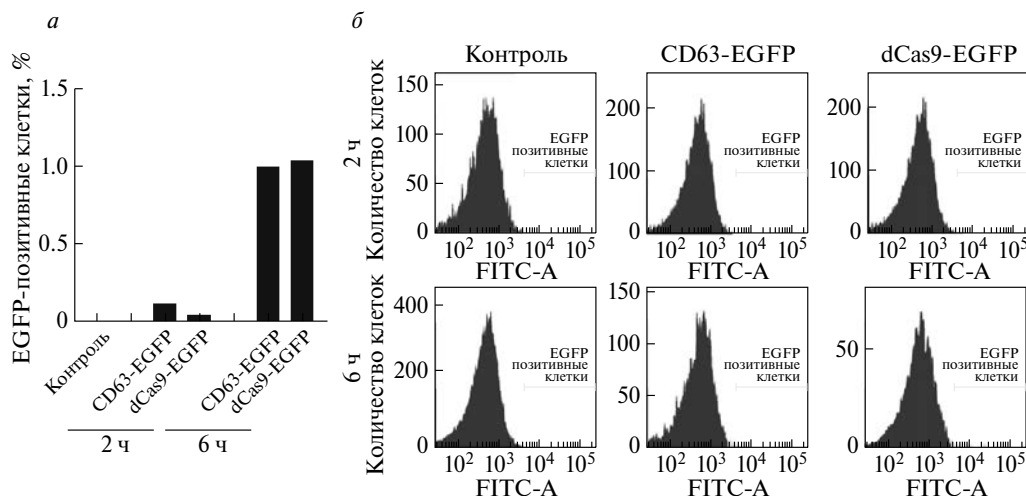 а
EGFP-позитивные клетки, %
1.5
1.0
0.5
0
Контроль
CD63-EGFP
dCas9-EGFP
CD63-EGFP
dCas9-EGFP
2 ч
6 ч
б
Контроль
CD63-EGFP
dCas9-EGFP
2 ч
Количество клеток
150
100
50
0
EGFP
позитивные
клетки
10² 10³ 10⁴ 10⁵
FITC-A
200
100
0
EGFP
позитивные
клетки
10² 10³ 10⁴ 10⁵
FITC-A
200
100
0
EGFP
позитивные
клетки
10² 10³ 10⁴ 10⁵
FITC-A
6 ч
Количество клеток
400
300
200
400
0
EGFP
позитивные
клетки
10² 10³ 10⁴ 10⁵
FITC-A
150
100
50
0
EGFP
позитивные
клетки
10² 10³ 10⁴ 10⁵
FITC-A
50
0
EGFP
позитивные
клетки
10² 10³ 10⁴ 10⁵
FITC-A